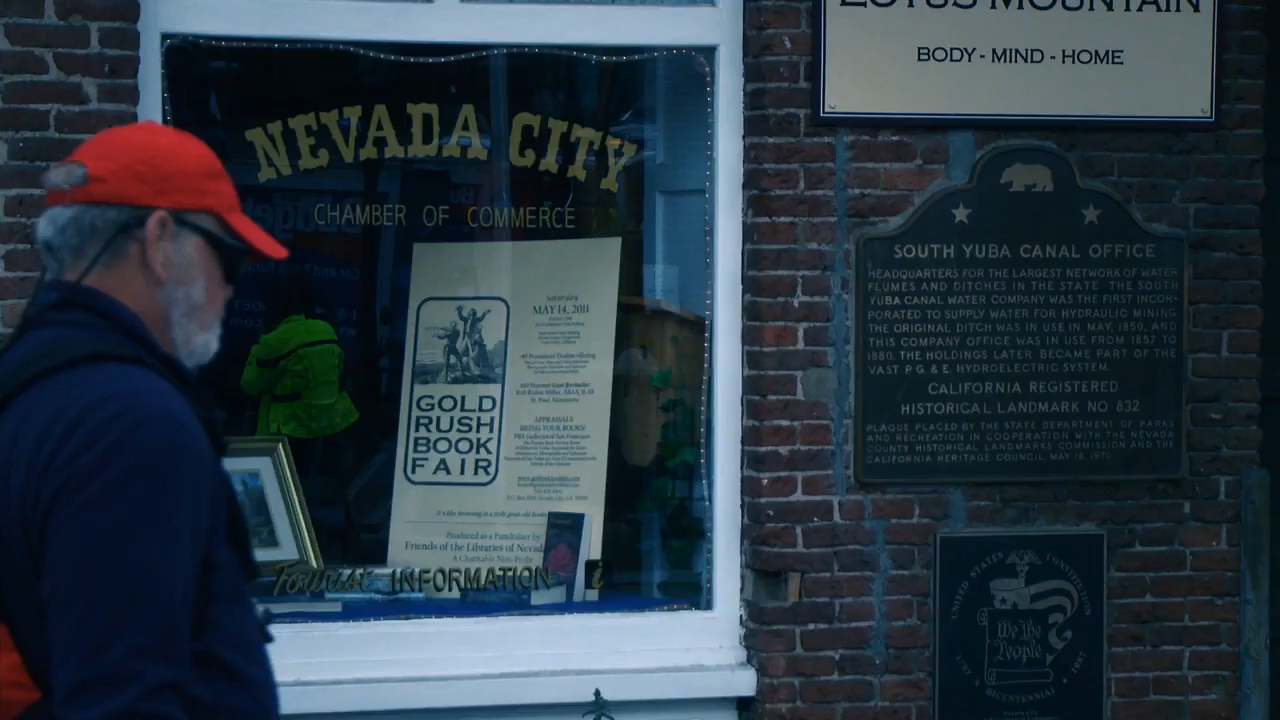 LOTUS MOUNTAIN
BODY - MIND - HOME
NEVADA CITY
CHAMBER OF COMMERCE
Saturday
MAY 14, 2011
GOLD
RUSH
BOOK
FAIR
APPRAISALS
BRING YOUR BOOKS!
Produced as a Fundraiser by
Friends of the Libraries of Nevad
A Charitable Non-Profit
Tourist INFORMATION i
SOUTH YUBA CANAL OFFICE
HEADQUARTERS FOR THE LARGEST NETWORK OF WATER
FLUMES AND DITCHES IN THE STATE. THE SOUTH
YUBA CANAL WATER COMPANY WAS THE FIRST INCOR-
PORATED TO SUPPLY WATER FOR HYDRAULIC MINING
THE ORIGINAL DITCH WAS IN USE IN MAY, 1850, AND
THIS COMPANY OFFICE WAS IN USE FROM 1857 TO
1880. THE HOLDINGS LATER BECAME PART OF THE
VAST P.G.& E. HYDROELECTRIC SYSTEM.
CALIFORNIA REGISTERED
HISTORICAL LANDMARK NO 832
PLAQUE PLACED BY THE STATE DEPARTMENT OF PARKS
AND RECREATION IN COOPERATION WITH THE NEVADA
COUNTY HISTORICAL LANDMARKS COMMISSION AND THE
CALIFORNIA HERITAGE COUNCIL, MAY 16, 1970
UNITED STATES CONSTITUTION
We the
People
1787 BICENTENNIAL 1987